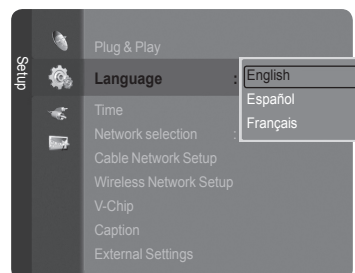 Setup
Plug & Play
Language : English
Español
Français
Time
Network selection :
Cable Network Setup
Wireless Network Setup
V-Chip
Caption
External Settings